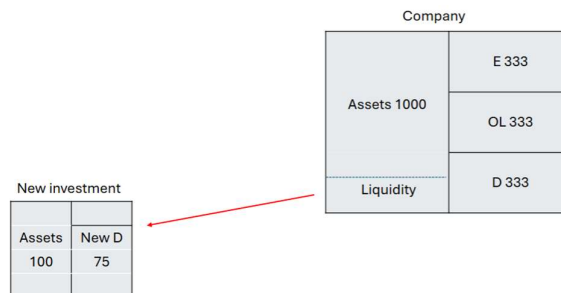 Company
E 333
Assets 1000
OL 333
D 333
Liquidity
New investment
Assets New D
100 75